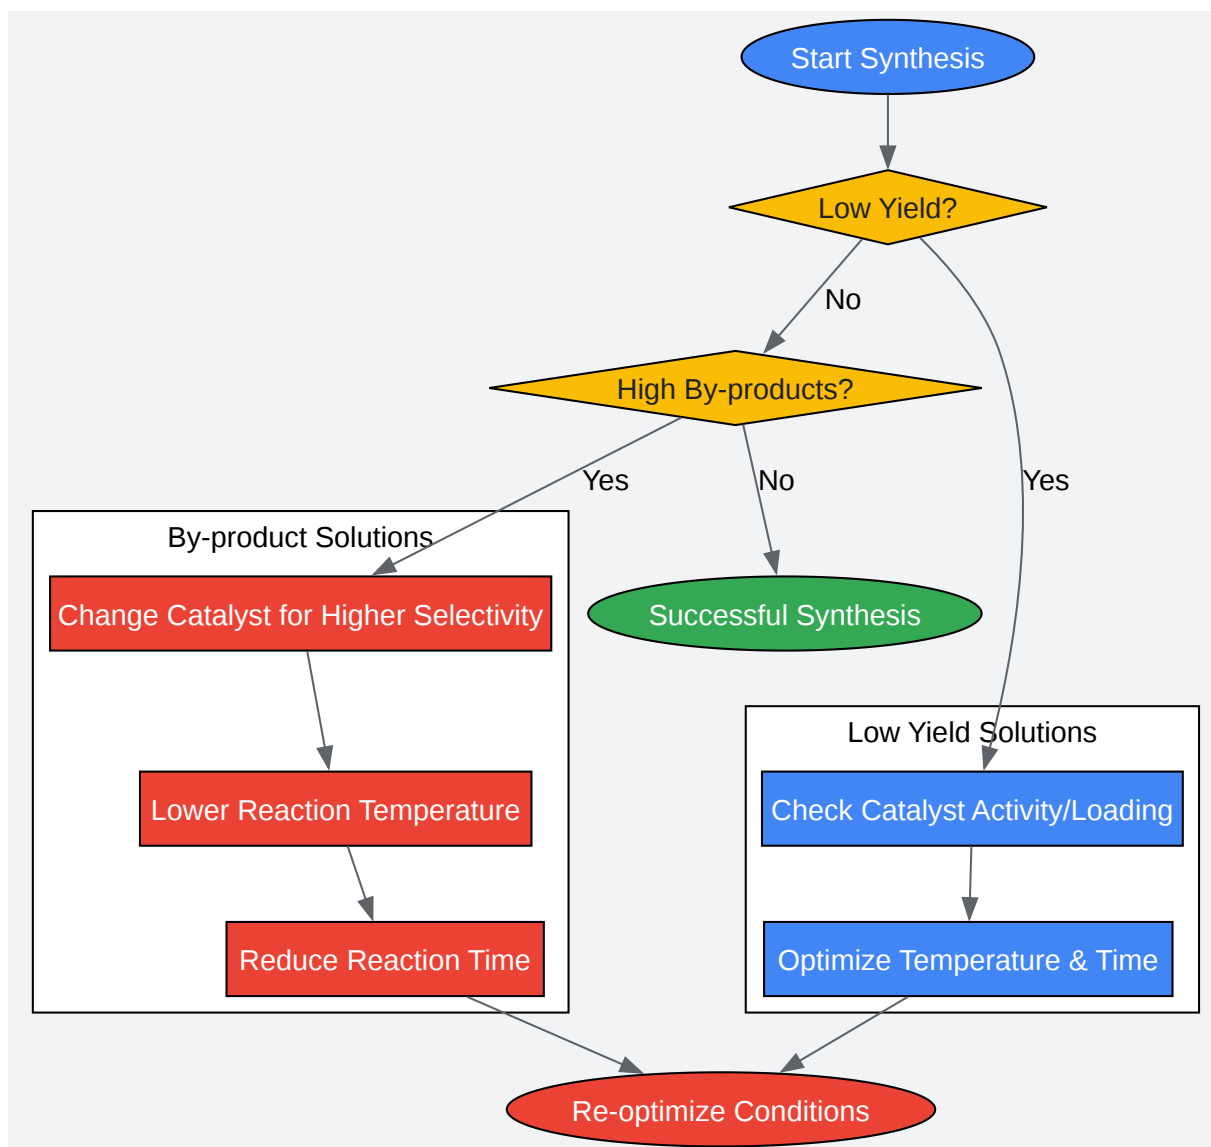 Start Synthesis
Low Yield?
No
High By-products?
Yes
No
Yes
By-product Solutions
Change Catalyst for Higher Selectivity
Successful Synthesis
Low Yield Solutions
Lower Reaction Temperature
Check Catalyst Activity/Loading
Reduce Reaction Time
Optimize Temperature & Time
Re-optimize Conditions